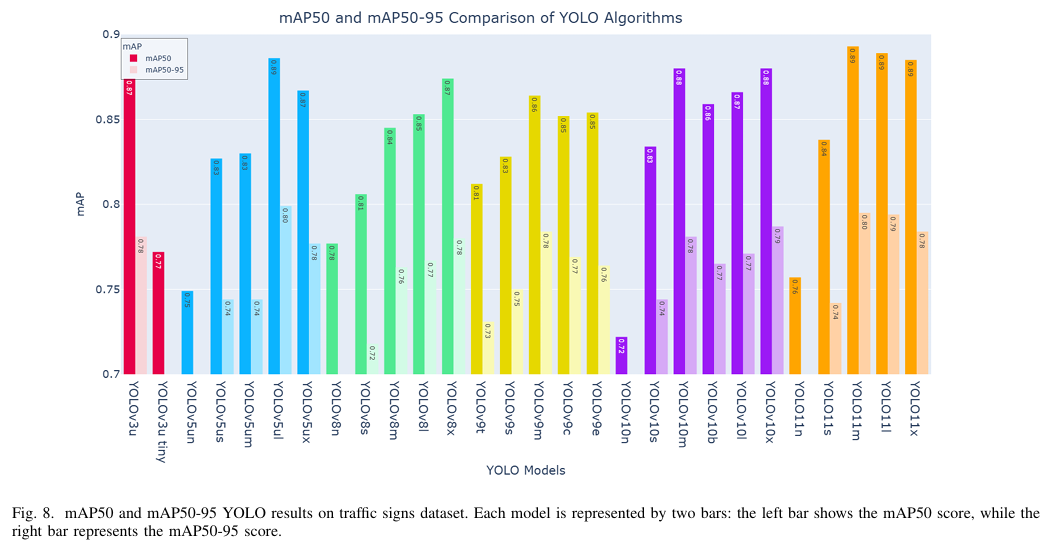 mAP50 and mAP50-95 Comparison of YOLO Algorithms
0.9
mAP
mAP50
mAP50-95
0.85
0.8
0.75
0.7
mAP
0.87
0.78
0.77
0.75
0.83
0.74
0.83
0.74
0.89
0.80
0.87
0.78
0.78
0.81
0.72
0.84
0.76
0.85
0.77
0.87
0.78
0.81
0.73
0.83
0.75
0.86
0.78
0.85
0.77
0.85
0.76
0.72
0.83
0.74
0.88
0.78
0.86
0.77
0.87
0.77
0.88
0.79
0.76
0.84
0.74
0.89
0.80
0.89
0.79
0.89
0.78
YOLOv3u
YOLOv3u tiny
YOLOv5un
YOLOv5us
YOLOv5um
YOLOv5ul
YOLOv5ux
YOLOv8n
YOLOv8s
YOLOv8m
YOLOv8l
YOLOv8x
YOLOv9t
YOLOv9s
YOLOv9m
YOLOv9c
YOLOv9e
YOLOv10n
YOLOv10s
YOLOv10m
YOLOv10b
YOLOv10l
YOLOv10x
YOLO11n
YOLO11s
YOLO11m
YOLO11l
YOLO11x
YOLO Models
Fig. 8. mAP50 and mAP50-95 YOLO results on traffic signs dataset. Each model is represented by two bars: the left bar shows the mAP50 score, while the
right bar represents the mAP50-95 score.